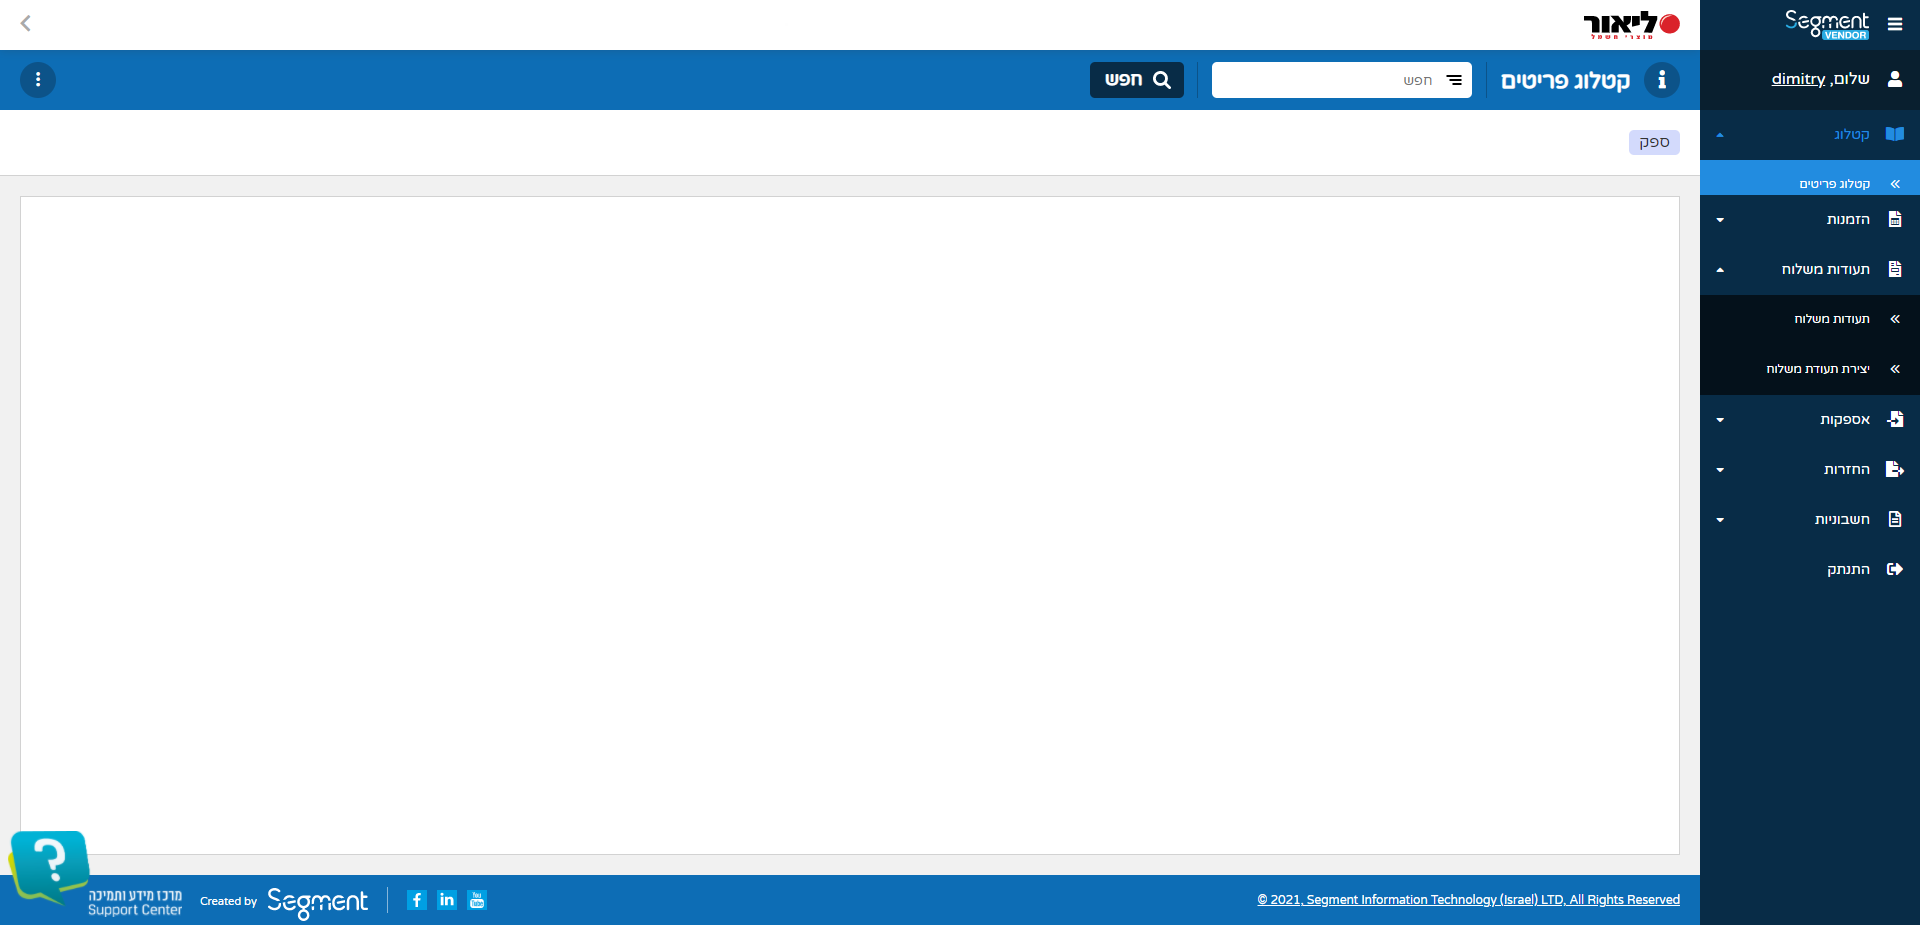 Segment
VENDOR
שלום, dimitry
קטלוג
קטלוג פריטים
הזמנות
תעודות משלוח
תעודות משלוח
יצירת תעודת משלוח
אספקות
החזרות
חשבוניות
התנתק
ליאור
מוצרי חשמל
קטלוג פריטים
חפש
חפש
ספק
© 2021, Segment Information Technology (Israel) LTD, All Rights Reserved
You Tube
in
f
Created by Segment
מרכז מידע ותמיכה
Support Center